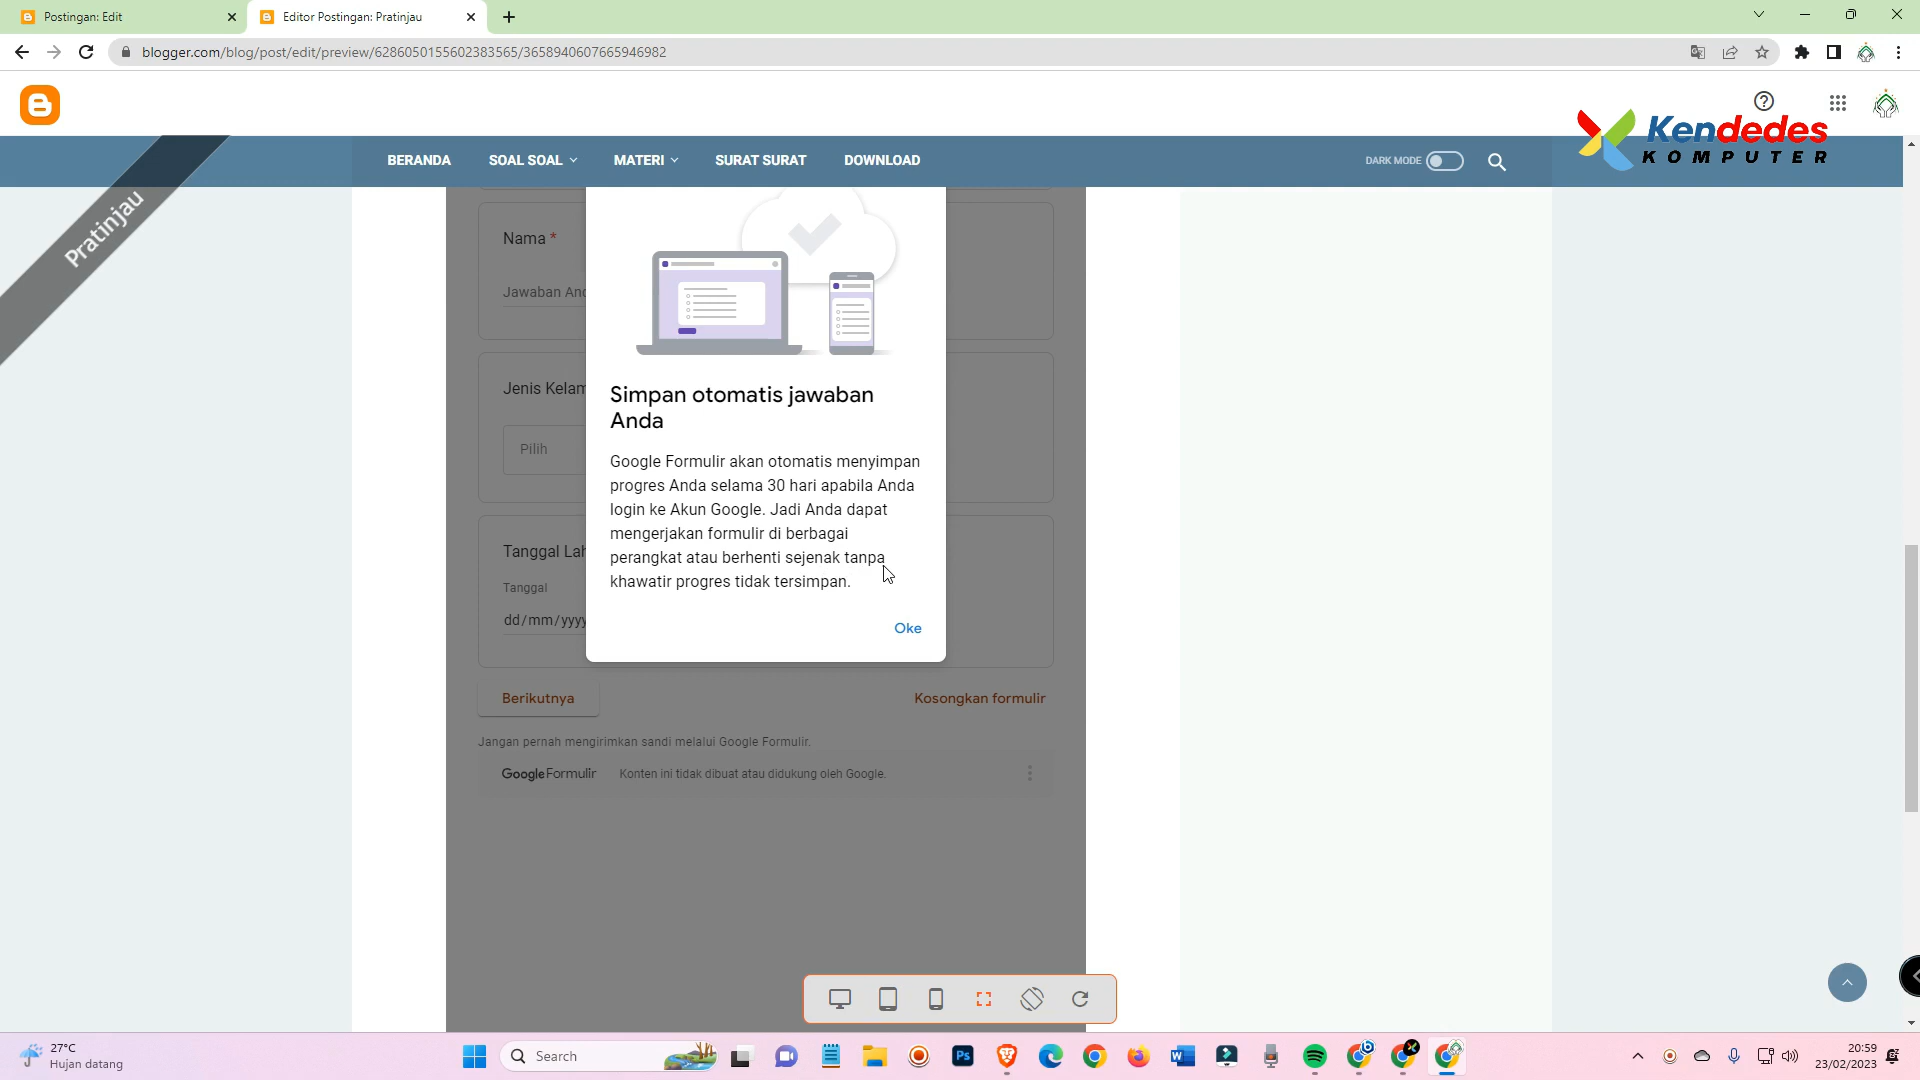 Postingan: Edit
Editor Postingan: Pratinjau
blogger.com/blog/post/edit/preview/6286050155602383565/3658940607665946982
Kendedes
KOMPUTER
BERANDA SOAL SOAL MATERI SURAT SURAT DOWNLOAD DARK MODE
Pratinjau
Nama *
Jawaban An
Jenis Kelam
Pilih
Tanggal Lah
Tanggal
dd/mm/yyyy
Simpan otomatis jawaban
Anda
Google Formulir akan otomatis menyimpan
progres Anda selama 30 hari apabila Anda
login ke Akun Google. Jadi Anda dapat
mengerjakan formulir di berbagai
perangkat atau berhenti sejenak tanpa
khawatir progres tidak tersimpan.
Oke
Berikutnya Kosongkan formulir
Jangan pernah mengirimkan sandi melalui Google Formulir.
Google Formulir Konten ini tidak dibuat atau didukung oleh Google.
27°C
Hujan datang
Search
Ps
20:59
23/02/2023